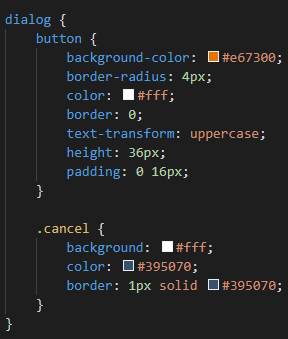 dialog {
    button {
        background-color: #e67300;
        border-radius: 4px;
        color: #fff;
        border: 0;
        text-transform: uppercase;
        height: 36px;
        padding: 0 16px;
    }

    .cancel {
        background: #fff;
        color: #395070;
        border: 1px solid #395070;
    }
}